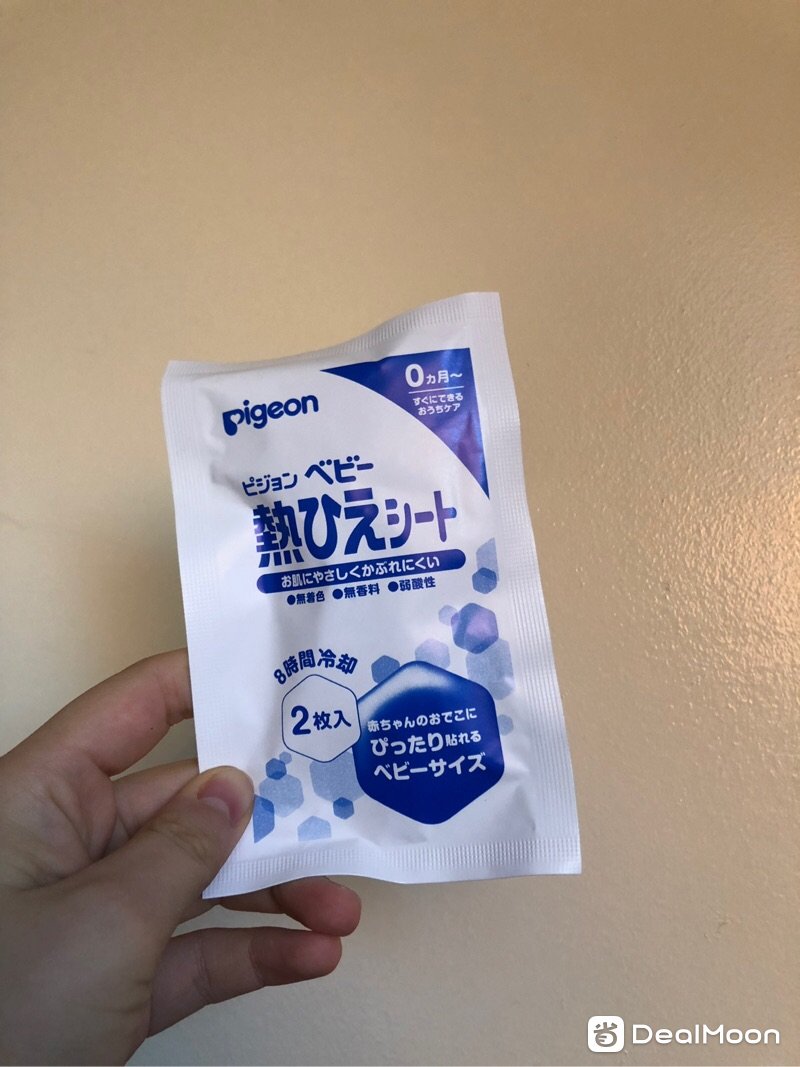 pigeon
0ヵ月～
すぐにできる
おうちケア
ピジョン ベビー
熱ひえシート
お肌にやさしくかぶれにくい
●無着色 ●無香料 ●弱酸性
8時間冷却
2枚入
赤ちゃんのおでこに
ぴったり貼れる
ベビーサイズ
省 DealMoon